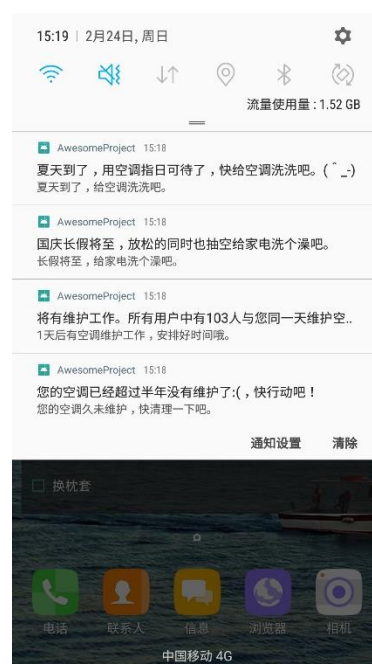 15:19 | 2月24日, 周日
流量使用量 : 1.52 GB
AwesomeProject 15:18
夏天到了，用空调指日可待了，快给空调洗洗吧。( ˆ _-)
夏天到了，给空调洗洗吧。
AwesomeProject 15:18
国庆长假将至，放松的同时也抽空给家电洗个澡吧。
长假将至，给家电洗个澡吧。
AwesomeProject 15:18
将有维护工作。所有用户中有103人与您同一天维护空..
1天后有空调维护工作，安排好时间哦。
AwesomeProject 15:18
您的空调已经超过半年没有维护了:(，快行动吧！
您的空调久未维护，快清理一下吧。
通知设置 清除
换枕套
电话 联系人 信息 浏览器 相机
中国移动 4G